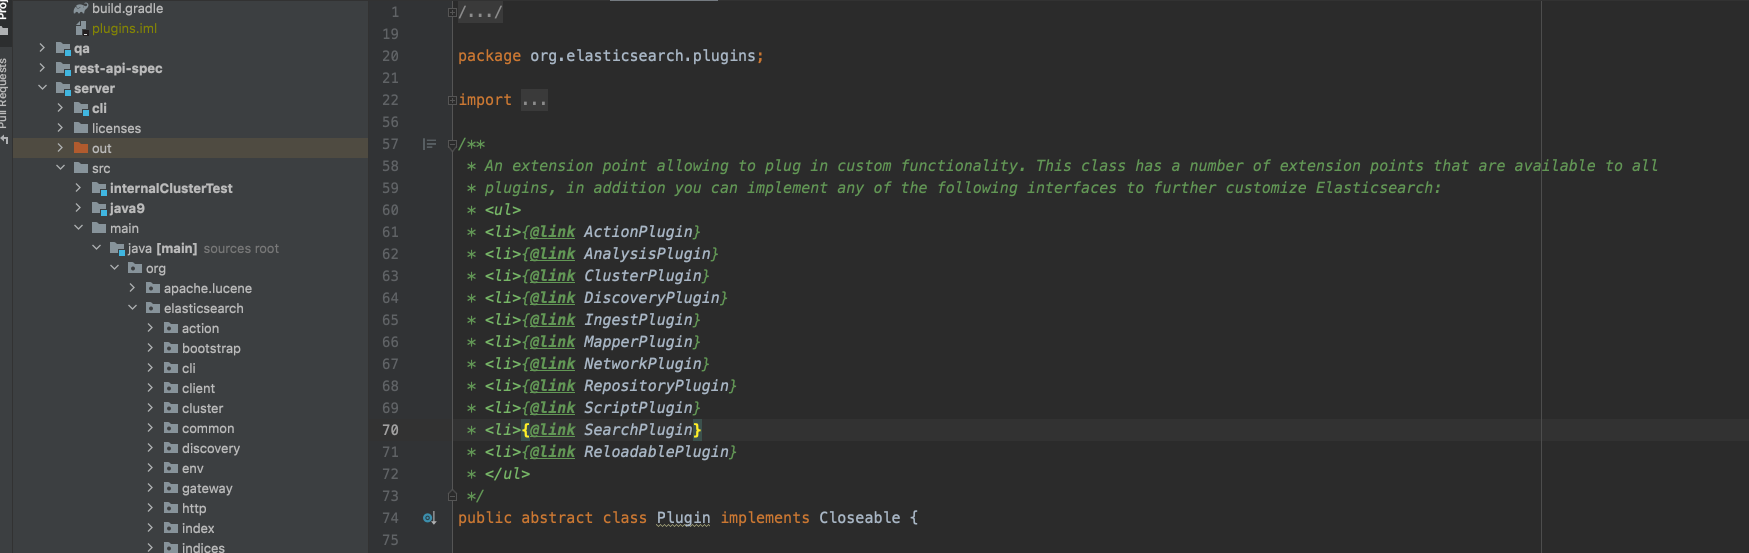 Proj
Pull Requests
build.gradle
plugins.iml
qa
rest-api-spec
server
cli
licenses
out
src
internalClusterTest
java9
main
java [main] sources root
org
apache.lucene
elasticsearch
action
bootstrap
cli
client
cluster
common
discovery
env
gateway
http
index
indices
1 /.../
19
20 package org.elasticsearch.plugins;
21
22 import ...
56
57 /**
58 * An extension point allowing to plug in custom functionality. This class has a number of extension points that are available to all
59 * plugins, in addition you can implement any of the following interfaces to further customize Elasticsearch:
60 * <ul>
61 * <li>{@link ActionPlugin}
62 * <li>{@link AnalysisPlugin}
63 * <li>{@link ClusterPlugin}
64 * <li>{@link DiscoveryPlugin}
65 * <li>{@link IngestPlugin}
66 * <li>{@link MapperPlugin}
67 * <li>{@link NetworkPlugin}
68 * <li>{@link RepositoryPlugin}
69 * <li>{@link ScriptPlugin}
70 * <li>{@link SearchPlugin}
71 * <li>{@link ReloadablePlugin}
72 * </ul>
73 */
74 public abstract class Plugin implements Closeable {
75